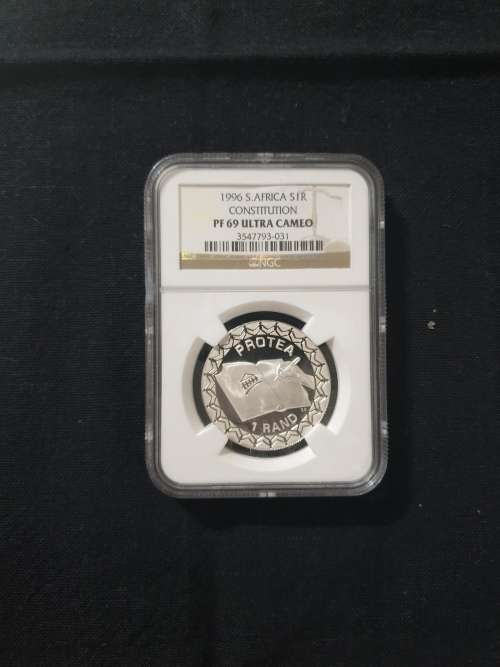 1996 S.AFRICA S1R
CONSTITUTION
PF 69 ULTRA CAMEO
3547793-031
NGC
PROTEA
1 RAND